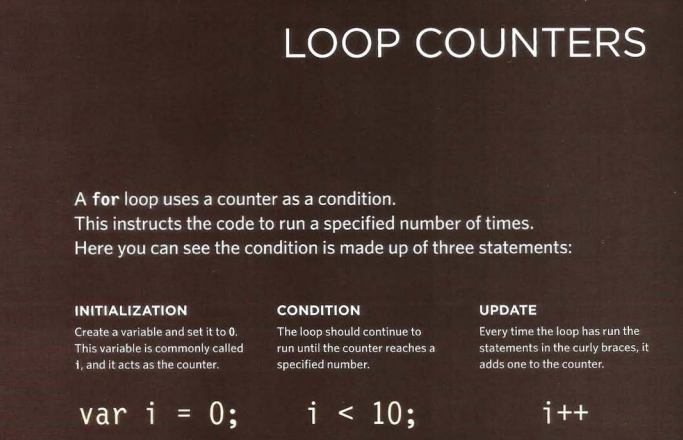 LOOP COUNTERS
A for loop uses a counter as a condition.
This instructs the code to run a specified number of times.
Here you can see the condition is made up of three statements:
INITIALIZATION
Create a variable and set it to 0.
This variable is commonly called
i, and it acts as the counter.
var i = 0;
CONDITION
The loop should continue to
run until the counter reaches a
specified number.
i < 10;
UPDATE
Every time the loop has run the
statements in the curly braces, it
adds one to the counter.
i++